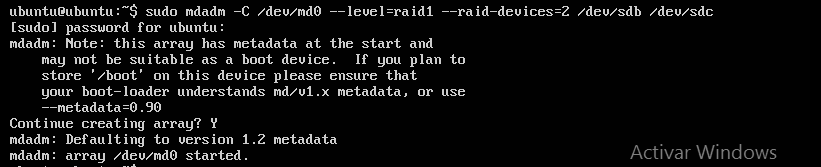 ubuntu@ubuntu:~$ sudo mdadm -C /dev/md0 --level=raid1 --raid-devices=2 /dev/sdb /dev/sdc
[sudo] password for ubuntu:
mdadm: Note: this array has metadata at the start and
    may not be suitable as a boot device.  If you plan to
    store '/boot' on this device please ensure that
    your boot-loader understands md/v1.x metadata, or use
    --metadata=0.90
Continue creating array? Y
mdadm: Defaulting to version 1.2 metadata
mdadm: array /dev/md0 started.
Activar Windows